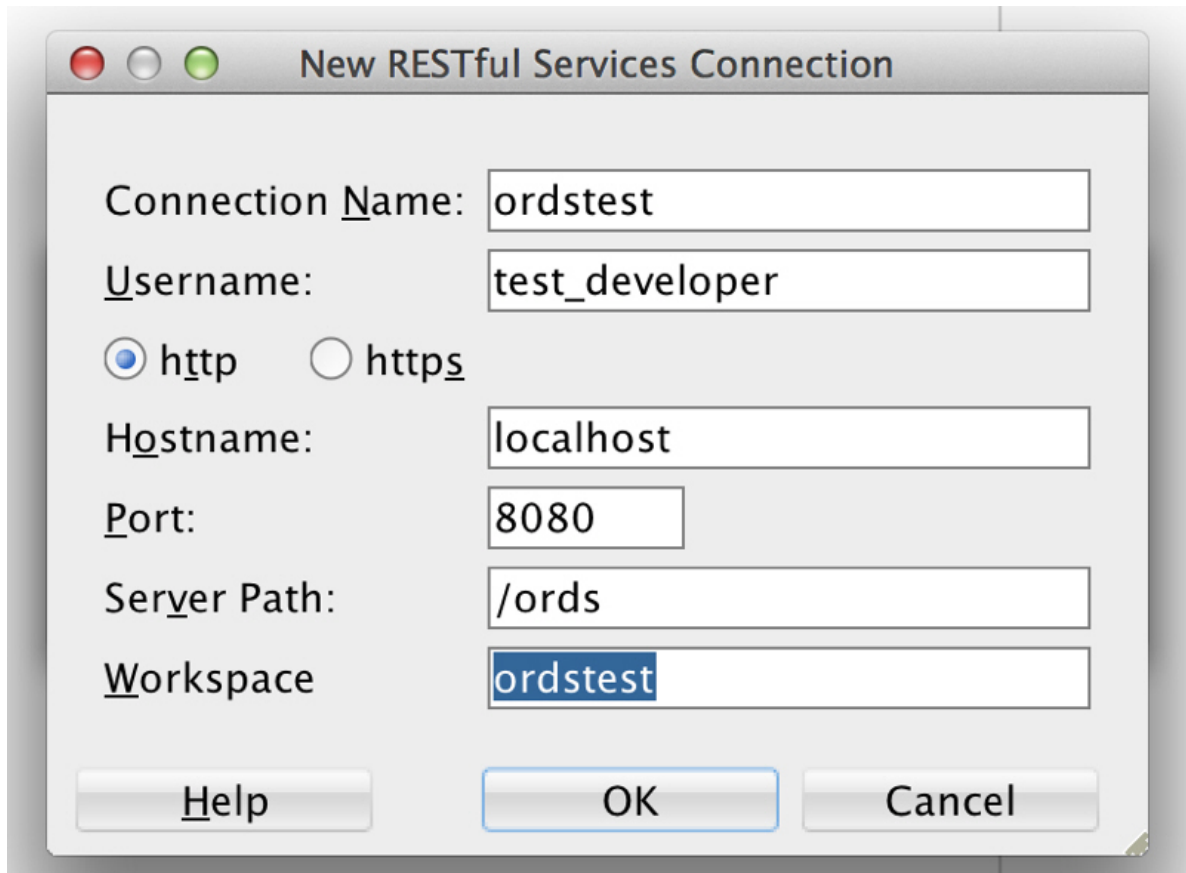 New RESTful Services Connection
Connection Name: ordstest
Username: test_developer
http https
Hostname: localhost
Port: 8080
Server Path: /ords
Workspace ordstest
Help OK Cancel